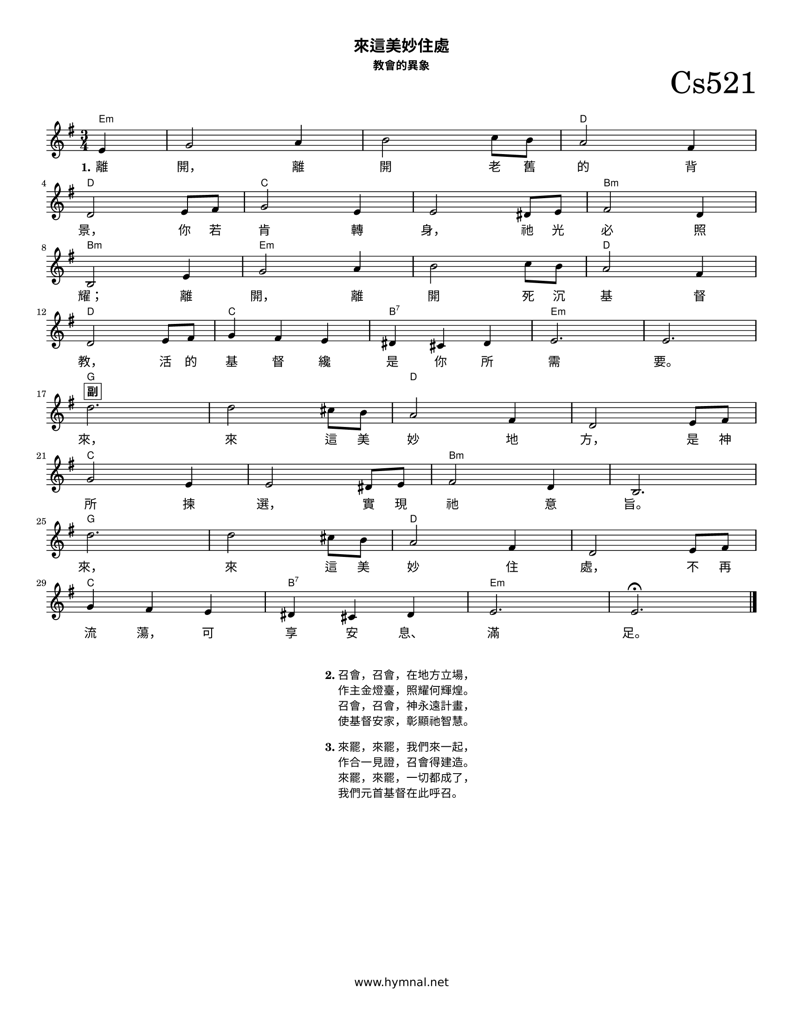 來這美妙住處
教會的異象
Cs521
Em D
3
4
1. 離 開, 離 開 老 舊 的 背
4 D C Bm
景, 你 若 肯 轉 身, 祂 光 必 照
8 Bm Em D
耀; 離 開, 離 開 死 沉 基 督
12 D C B7 Em
教, 活 的 基 督 纔 是 你 所 需 要。
17 G 副 D
來, 來 這 美 妙 地 方, 是 神
21 C Bm
所 揀 選, 實 現 祂 意 旨。
25 G D
來, 來 這 美 妙 住 處, 不 再
29 C B7 Em
流 蕩, 可 享 安 息、 滿 足。
2. 召會，召會，在地方立場，
作主金燈臺，照耀何輝煌。
召會，召會，神永遠計畫，
使基督安家，彰顯祂智慧。
3. 來罷，來罷，我們來一起，
作合一見證，召會得建造。
來罷，來罷，一切都成了，
我們元首基督在此呼召。
www.hymnal.net